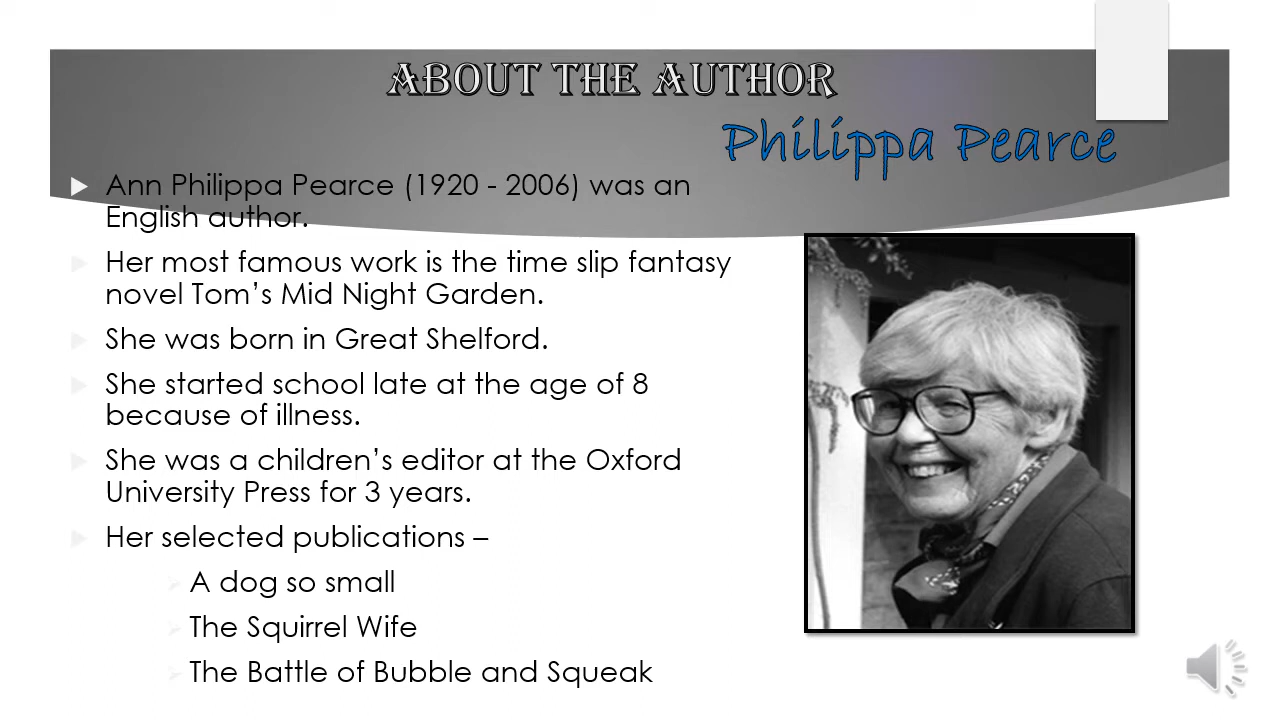 ABOUT THE AUTHOR
Philippa Pearce
Ann Philippa Pearce (1920 - 2006) was an
English author.
Her most famous work is the time slip fantasy
novel Tom’s Mid Night Garden.
She was born in Great Shelford.
She started school late at the age of 8
because of illness.
She was a children’s editor at the Oxford
University Press for 3 years.
Her selected publications –
A dog so small
The Squirrel Wife
The Battle of Bubble and Squeak